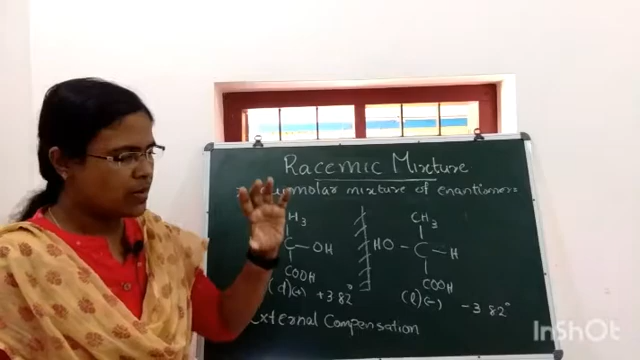 Racemic Mixture
molar mixture of enantiomers
H3
CH3
C — OH
HO — C — H
COOH
COOH
(d)(+) +3.82°
(l)(-) -3.82°
External Compensation
InShOt